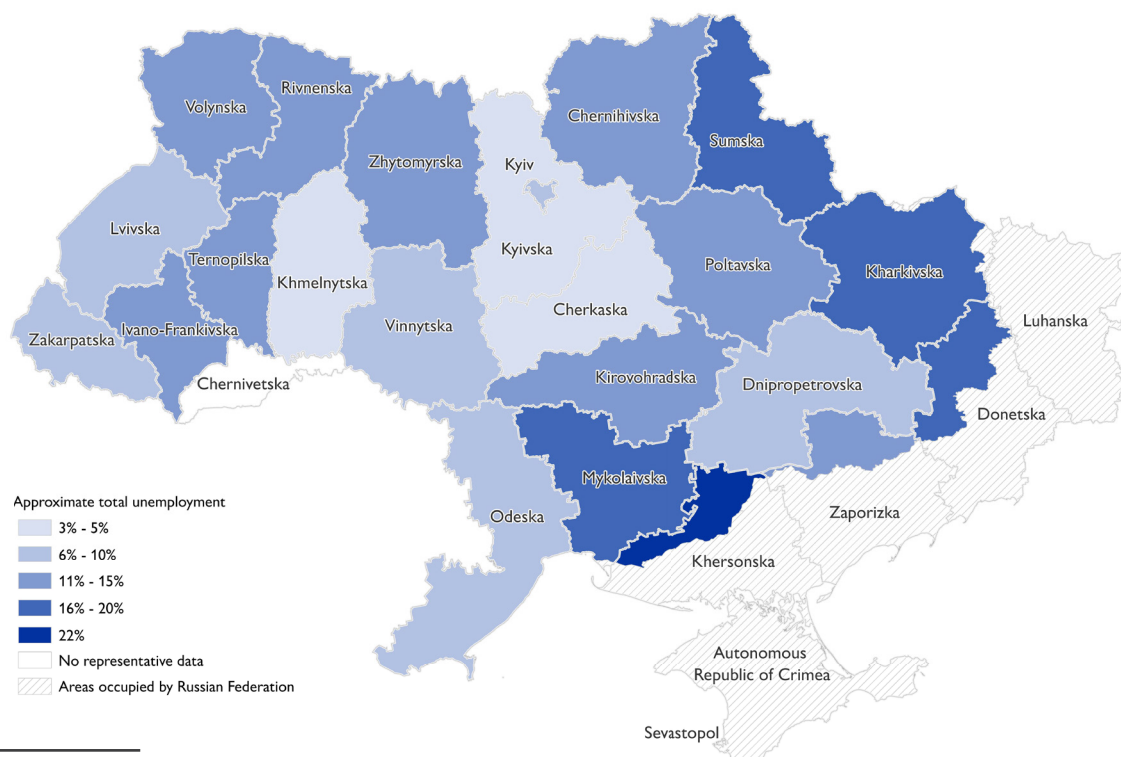 Volynska
Rivnenska
Zhytomyrska
Kyiv
Chernihivska
Sumska
Lvivska
Ternopilska
Khmelnytska
Kyivska
Poltavska
Kharkivska
Zakarpatska
Ivano-Frankivska
Vinnytska
Cherkaska
Luhanska
Chernivetska
Kirovohradska
Dnipropetrovska
Donetska
Mykolaivska
Odeska
Zaporizka
Khersonska
Autonomous
Republic of Crimea
Sevastopol
Approximate total unemployment
3% - 5%
6% - 10%
11% - 15%
16% - 20%
22%
No representative data
Areas occupied by Russian Federation